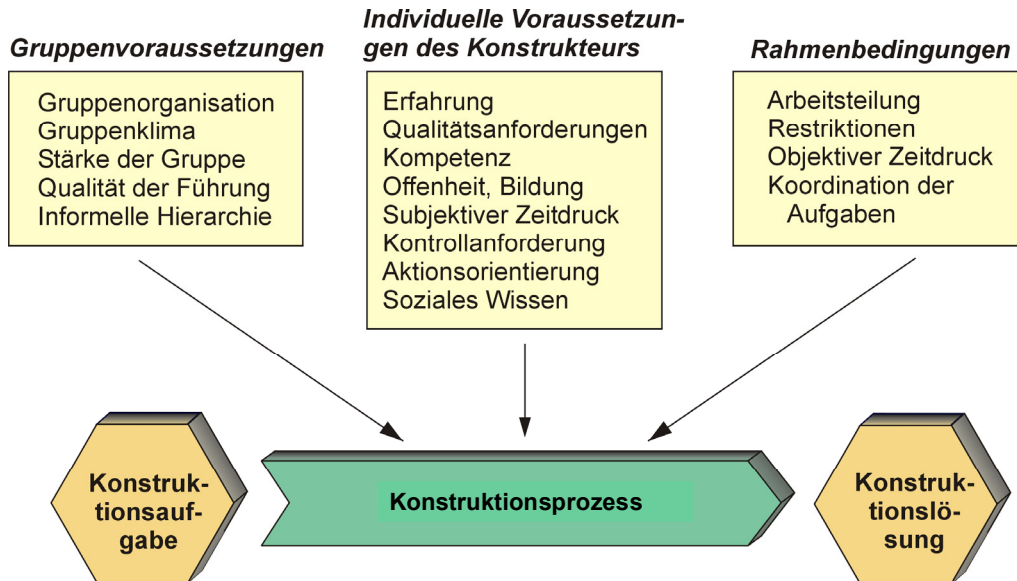 Gruppenvoraussetzungen
Gruppenorganisation
Gruppenklima
Stärke der Gruppe
Qualität der Führung
Informelle Hierarchie
Individuelle Voraussetzun-
gen des Konstrukteurs
Erfahrung
Qualitätsanforderungen
Kompetenz
Offenheit, Bildung
Subjektiver Zeitdruck
Kontrollanforderung
Aktionsorientierung
Soziales Wissen
Rahmenbedingungen
Arbeitsteilung
Restriktionen
Objektiver Zeitdruck
Koordination der
Aufgaben
Konstruk-
tionsauf-
gabe
Konstruktionsprozess
Konstruk-
tionslö-
sung